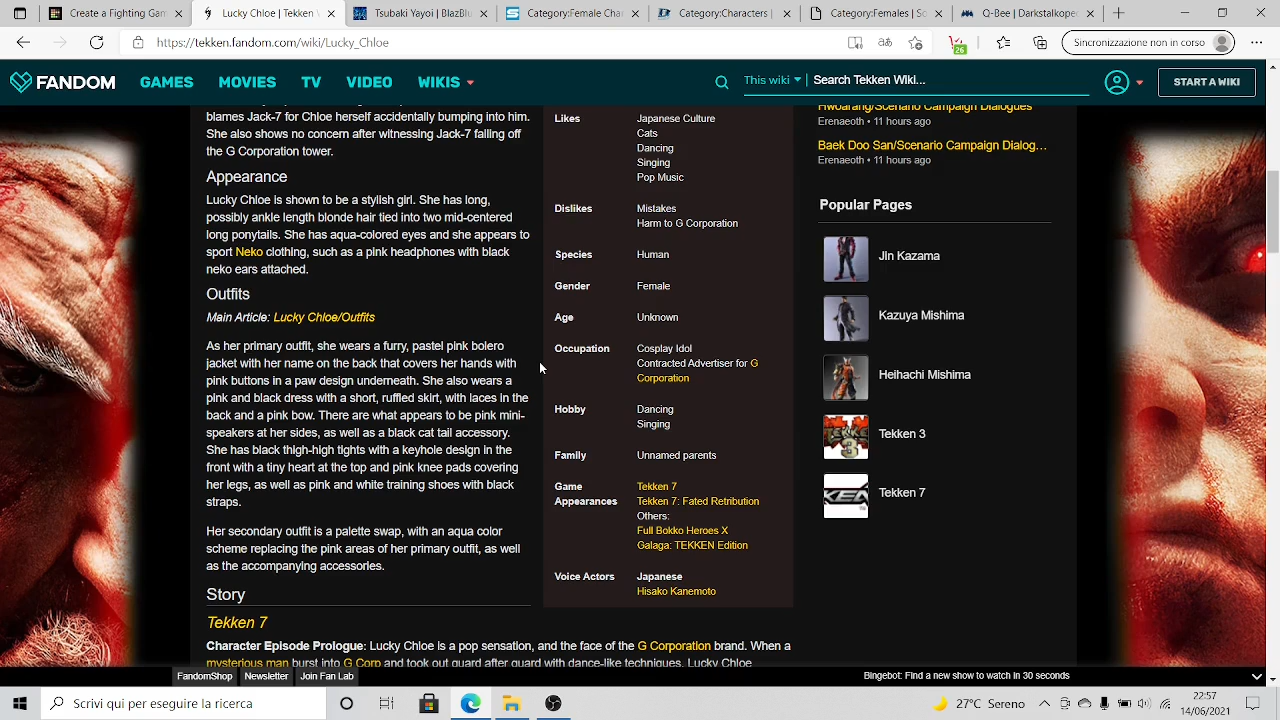 Create a Fighting Game
Lucky Chloe | Tekken
Tsubaki Yayoi | BlazBlu
Category:Female Char
Category:Characters |
Category:Females | So
Q-Bee | Darkstalkers
https://tekken.fandom.com/wiki/Lucky_Chloe
26
Sincronizzazione non in corso
FANDOM
GAMES
MOVIES
TV
VIDEO
WIKIS
This wiki
Search Tekken Wiki...
START A WIKI
blames Jack-7 for Chloe herself accidentally bumping into him.
She also shows no concern after witnessing Jack-7 falling off
the G Corporation tower.
Appearance
Lucky Chloe is shown to be a stylish girl. She has long,
possibly ankle length blonde hair tied into two mid-centered
long ponytails. She has aqua-colored eyes and she appears to
sport Neko clothing, such as a pink headphones with black
neko ears attached.
Outfits
Main Article: Lucky Chloe/Outfits
As her primary outfit, she wears a furry, pastel pink bolero
jacket with her name on the back that covers her hands with
pink buttons in a paw design underneath. She also wears a
pink and black dress with a short, ruffled skirt, with laces in the
back and a pink bow. There are what appears to be pink mini-
speakers at her sides, as well as a black cat tail accessory.
She has black thigh-high tights with a keyhole design in the
front with a tiny heart at the top and pink knee pads covering
her legs, as well as pink and white training shoes with black
straps.
Her secondary outfit is a palette swap, with an aqua color
scheme replacing the pink areas of her primary outfit, as well
as the accompanying accessories.
Story
Tekken 7
Character Episode Prologue: Lucky Chloe is a pop sensation, and the face of the G Corporation brand. When a
mysterious man burst into G Corp and took out guard after guard with dance-like techniques, Lucky Chloe
Likes
Japanese Culture
Cats
Dancing
Singing
Pop Music
Dislikes
Mistakes
Harm to G Corporation
Species
Human
Gender
Female
Age
Unknown
Occupation
Cosplay Idol
Contracted Advertiser for G
Corporation
Hobby
Dancing
Singing
Family
Unnamed parents
Game
Appearances
Tekken 7
Tekken 7: Fated Retribution
Others:
Full Bokko Heroes X
Galaga: TEKKEN Edition
Voice Actors
Japanese
Hisako Kanemoto
Hwoarang/Scenario Campaign Dialogues
Erenaeoth • 11 hours ago
Baek Doo San/Scenario Campaign Dialog…
Erenaeoth • 11 hours ago
Popular Pages
Jin Kazama
Kazuya Mishima
Heihachi Mishima
Tekken 3
Tekken 7
FandomShop
Newsletter
Join Fan Lab
Bingebot: Find a new show to watch in 30 seconds
Scrivi qui per eseguire la ricerca
27°C Sereno
22:57
14/06/2021